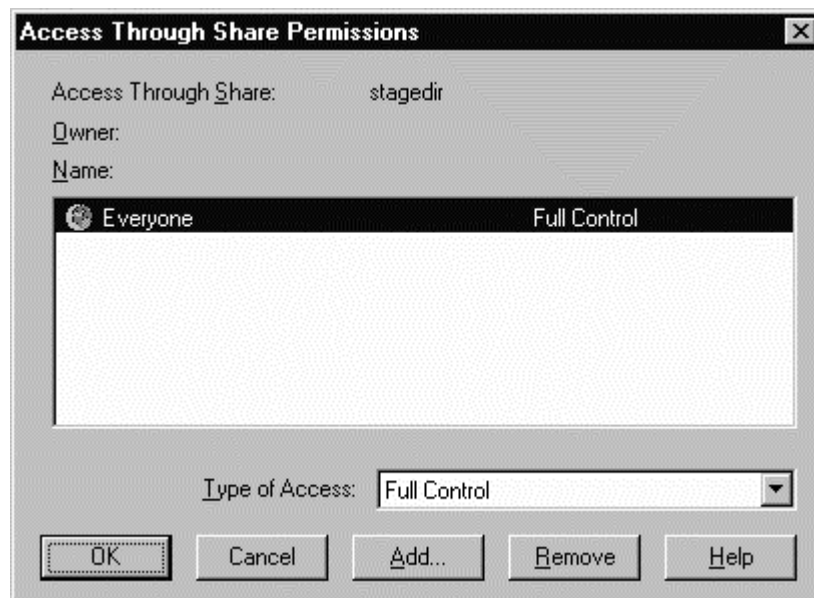 Access Through Share Permissions
Access Through Share: stagedir
Owner:
Name:
Everyone Full Control
Type of Access: Full Control
OK Cancel Add... Remove Help